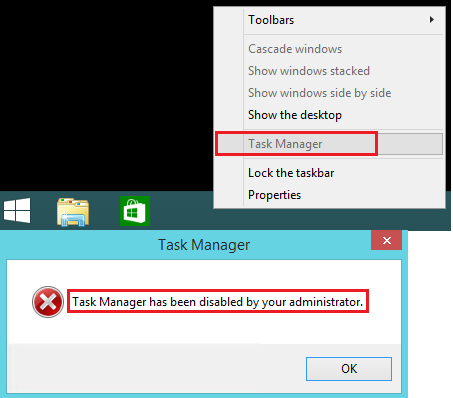 Toolbars
Cascade windows
Show windows stacked
Show windows side by side
Show the desktop
Task Manager
Lock the taskbar
Properties
Task Manager
Task Manager has been disabled by your administrator.
OK